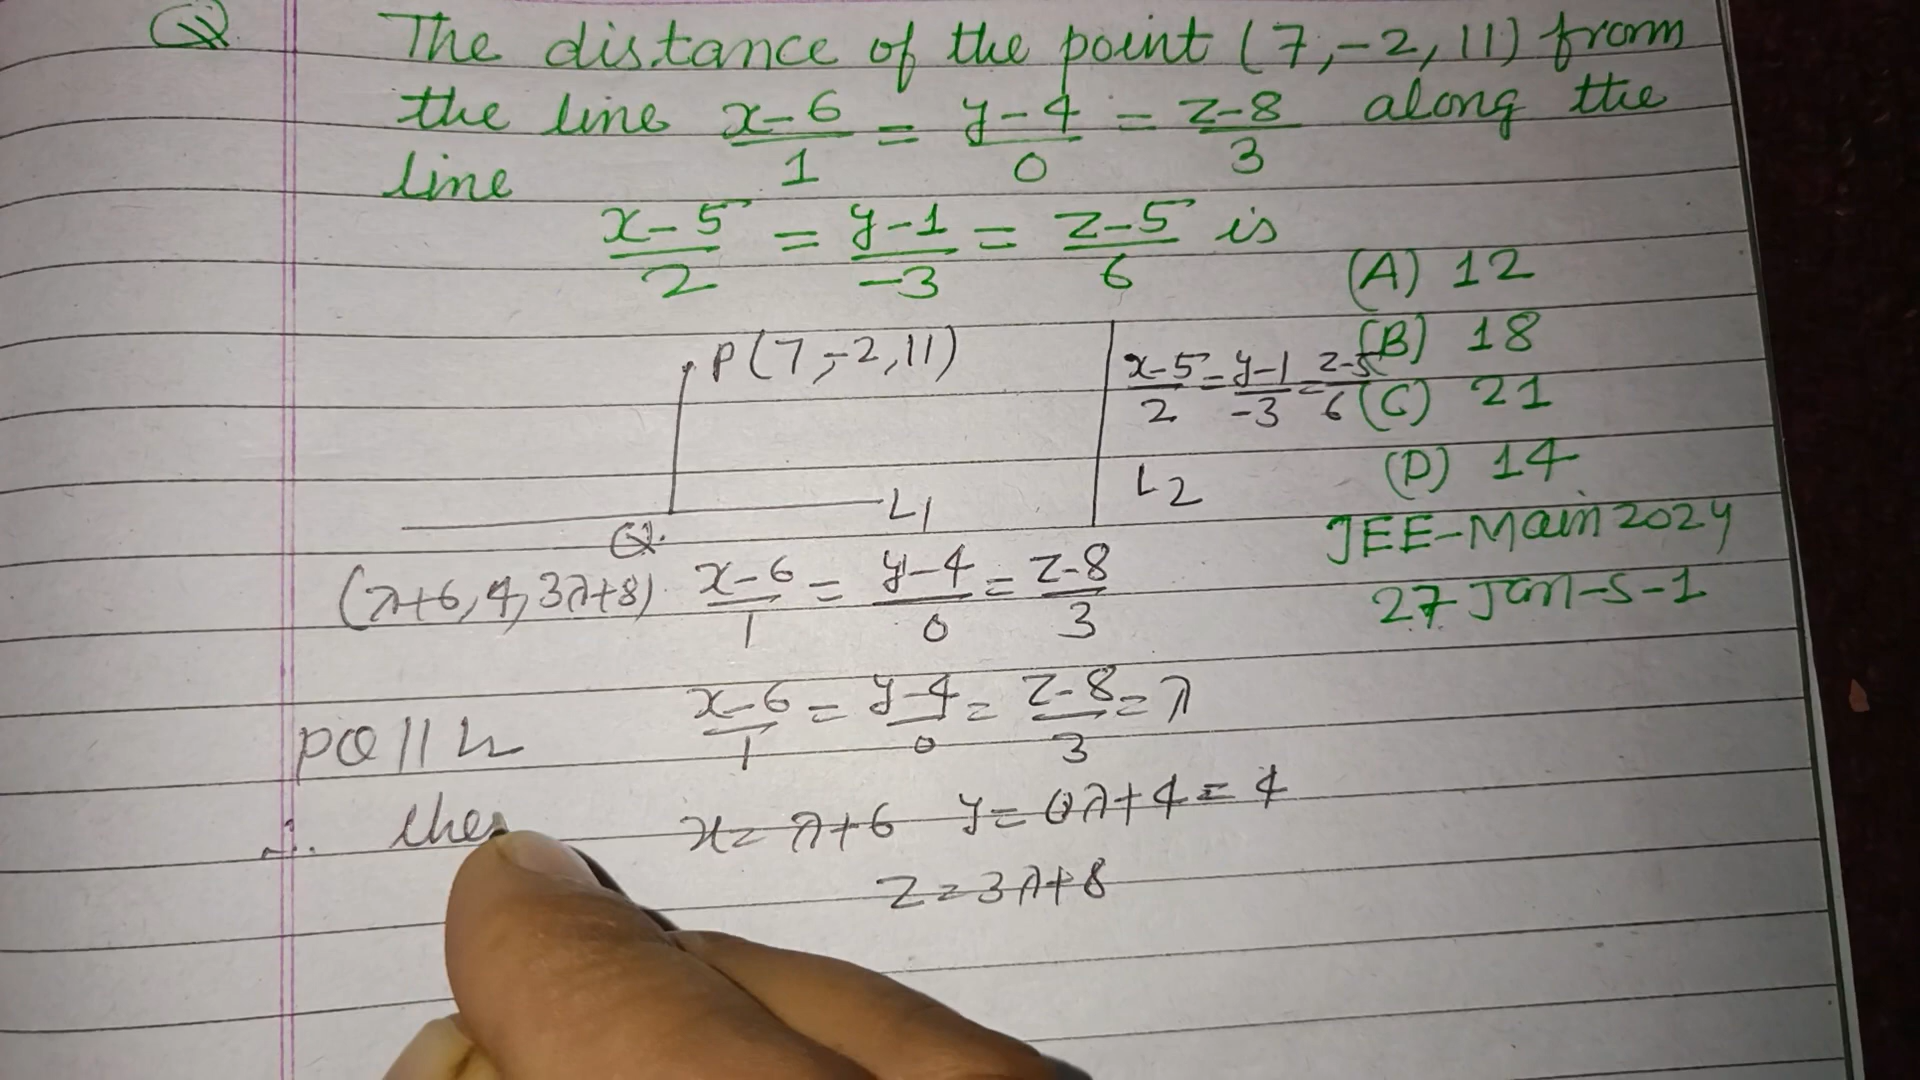 Q. The distance of the point (7,-2,11) from
the line x-6/1 = y-4/0 = z-8/3 along the
line
x-5/2 = y-1/-3 = z-5/6 is
(A) 12
(B) 18
(C) 21
(D) 14
JEE-Main 2024
27 Jan-S-1
P(7,-2,11)
x-5/2 = y-1/-3 = z-5/6
L2
L1
Q.
(λ+6,4,3λ+8) x-6/1 = y-4/0 = z-8/3
x-6/1 = y-4/0 = z-8/3 = λ
PQ ||
x = λ+6 y = 0λ+4 = 4
z = 3λ+8
∴ the